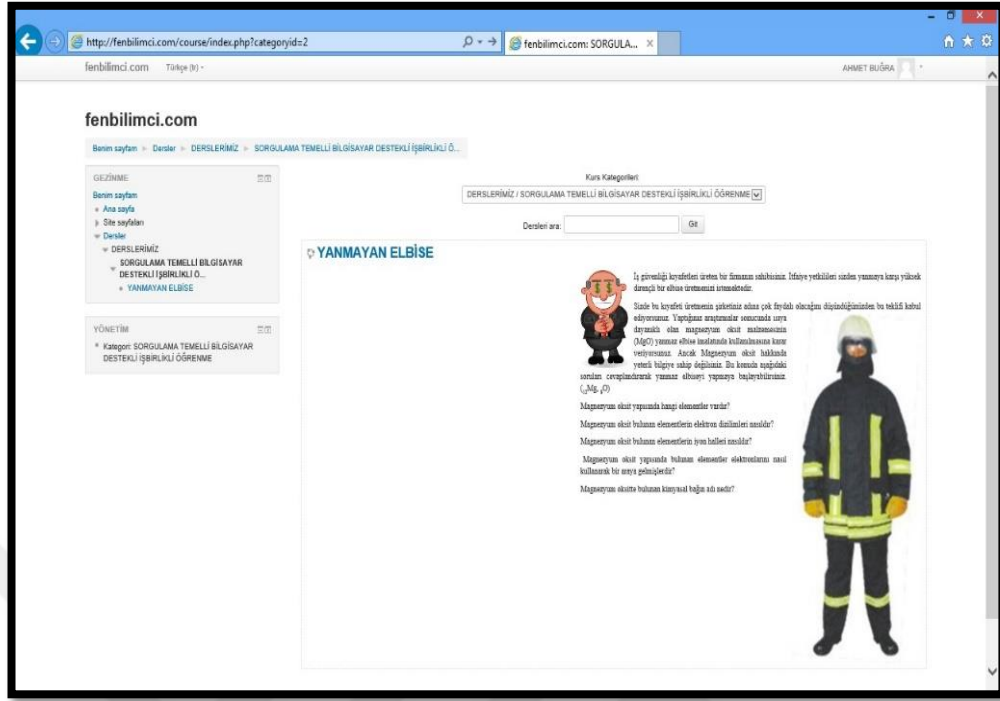 http://fenbilimci.com/course/index.php?categoryid=2
fenbilimci.com: SORGULA...
fenbilimci.com Türkçe (tr)
AHMET BUĞRA
fenbilimci.com
Benim sayfam ► Dersler ► DERSLERİMİZ ► SORGULAMA TEMELLİ BİLGİSAYAR DESTEKLİ İŞBİRLİKLİ Ö...
GEZİNME
Benim sayfam
Ana sayfa
Site sayfaları
Dersler
DERSLERİMİZ
SORGULAMA TEMELLİ BİLGİSAYAR
DESTEKLİ İŞBİRLİKLİ Ö...
YANMAYAN ELBİSE
YÖNETİM
Kategori: SORGULAMA TEMELLİ BİLGİSAYAR
DESTEKLİ İŞBİRLİKLİ ÖĞRENME
Kurs Kategorileri:
DERSLERİMİZ / SORGULAMA TEMELLİ BİLGİSAYAR DESTEKLİ İŞBİRLİKLİ ÖĞRENME
Dersleri ara:
Git
YANMAYAN ELBİSE
İş güvenliği kıyafetleri üreten bir firmanın sahibisiniz. İtfaiye yetkilileri sizden yanmaya karşı yüksek
dirençli bir elbise üretmenizi istemektedir.
Sizde bu kıyafeti üretmenin şirketiniz adına çok faydalı olacağını düşündüğünüzden bu teklifi kabul
ediyorsunuz. Yaptığınız araştırmalar sonucunda ısıya
dayanıklı olan magnezyum oksit malzemesinin
(MgO) yanmaz elbise imalatında kullanılmasına karar
veriyorsunuz. Ancak Magnezyum oksit hakkında
yeterli bilgiye sahip değilsiniz. Bu konuda aşağıdaki
soruları cevaplandırarak yanmaz elbiseyi yapmaya başlayabilirsiniz.
(₁₂Mg, ₈O)
Magnezyum oksit yapısında hangi elementler vardır?
Magnezyum oksit bulunan elementlerin elektron dizilimleri nasıldır?
Magnezyum oksit bulunan elementlerin iyon halleri nasıldır?
Magnezyum oksit yapısında bulunan elementler elektronlarını nasıl
kullanarak bir araya gelmişlerdir?
Magnezyum oksitte bulunan kimyasal bağın adı nedir?